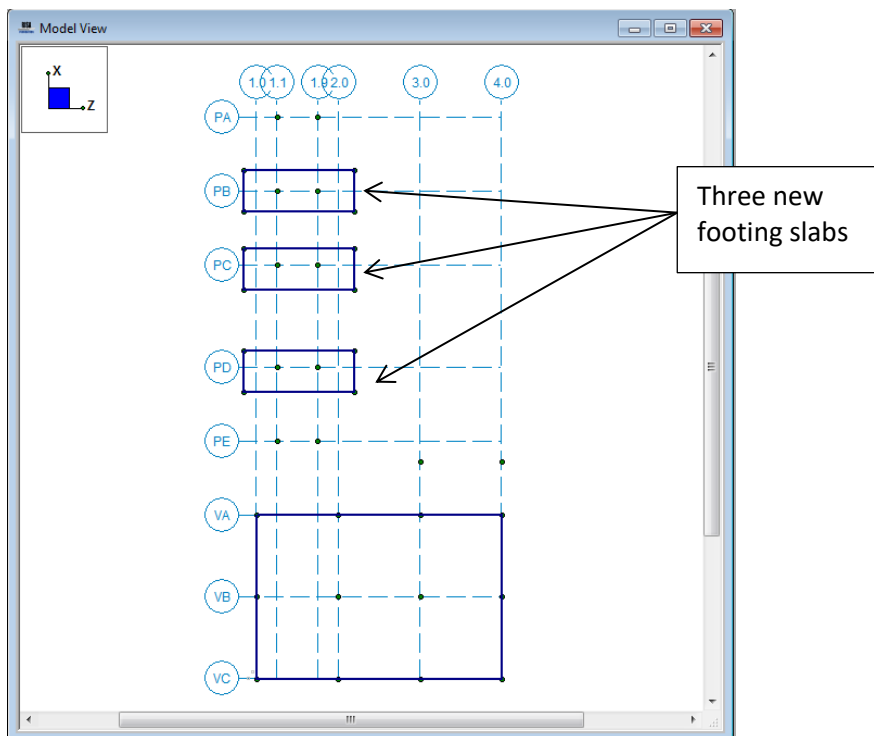 Model View
X
Z
1.0 1.1 1.9 2.0 3.0 4.0
PA
PB
Three new
footing slabs
PC
PD
PE
VA
VB
VC